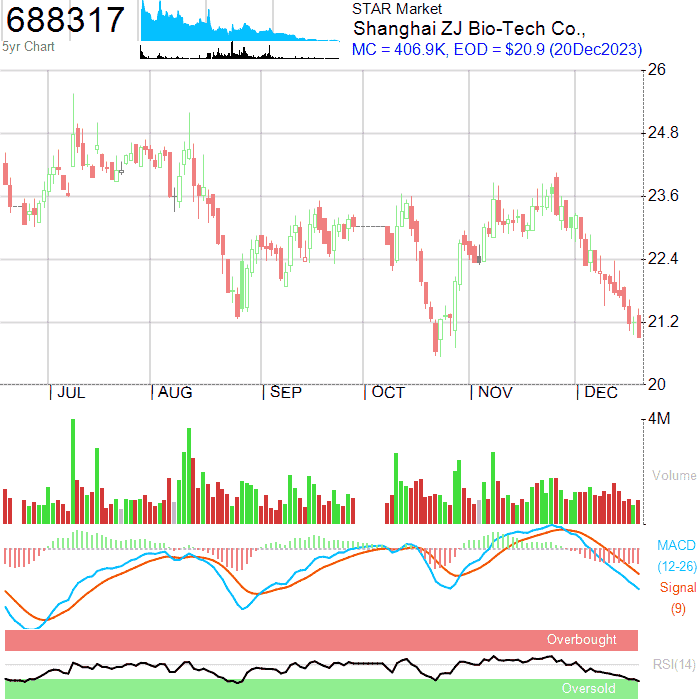 688317
5yr Chart
STAR Market
Shanghai ZJ Bio-Tech Co.,
MC = 406.9K, EOD = $20.9 (20Dec2023)
26
24.8
23.6
22.4
21.2
20
JUL AUG SEP OCT NOV DEC
4M
Volume
MACD
(12-26)
Signal
(9)
Overbought
RSI(14)
Oversold